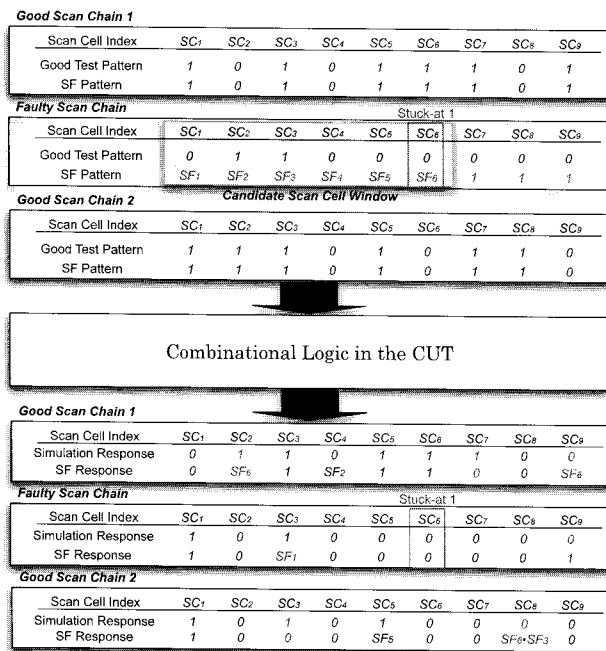 Good Scan Chain 1
Scan Cell Index SC1 SC2 SC3 SC4 SC5 SC6 SC7 SC8 SC9
Good Test Pattern 1 0 1 0 1 1 1 0 1
SF Pattern 1 0 1 0 1 1 1 0 1
Faulty Scan Chain
Stuck-at 1
Scan Cell Index SC1 SC2 SC3 SC4 SC5 SC6 SC7 SC8 SC9
Good Test Pattern 0 1 1 0 0 0 0 0 0
SF Pattern SF1 SF2 SF3 SF4 SF5 SF6 1 1 1
Candidate Scan Cell Window
Good Scan Chain 2
Scan Cell Index SC1 SC2 SC3 SC4 SC5 SC6 SC7 SC8 SC9
Good Test Pattern 1 1 1 0 1 0 1 1 0
SF Pattern 1 1 1 0 1 0 1 1 0
Combinational Logic in the CUT
Good Scan Chain 1
Scan Cell Index SC1 SC2 SC3 SC4 SC5 SC6 SC7 SC8 SC9
Simulation Response 0 1 1 0 1 1 1 0 0
SF Response 0 SF6 1 SF2 1 1 0 0 SF6
Faulty Scan Chain
Stuck-at 1
Scan Cell Index SC1 SC2 SC3 SC4 SC5 SC6 SC7 SC8 SC9
Simulation Response 1 0 1 0 0 0 0 0 0
SF Response 1 0 SF1 0 0 0 0 0 1
Good Scan Chain 2
Scan Cell Index SC1 SC2 SC3 SC4 SC5 SC6 SC7 SC8 SC9
Simulation Response 1 0 1 0 1 0 0 0 0
SF Response 1 0 0 0 SF5 0 0 SF6•SF3 0